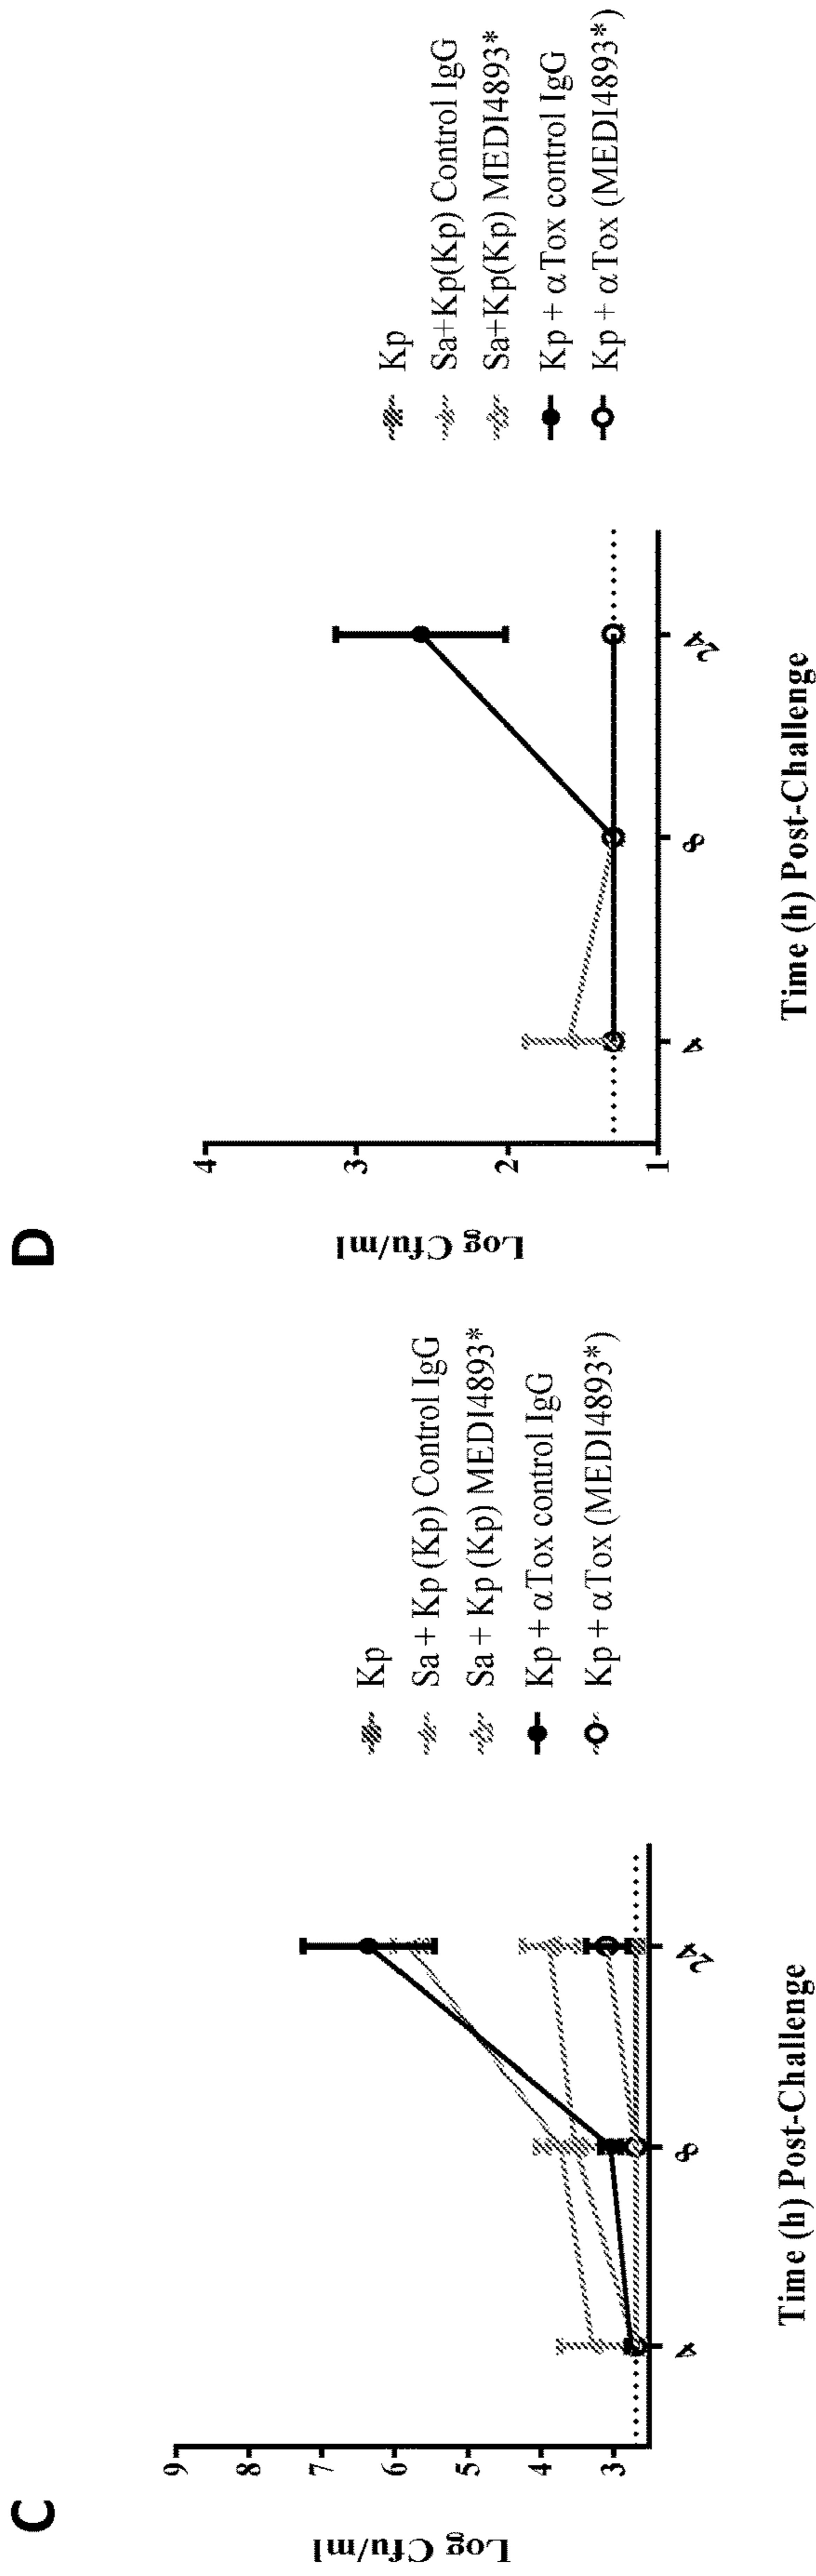 C
Log Cfu/ml
9
8
7
6
5
4
3
4
8
24
Time (h) Post-Challenge
Kp
Sa + Kp (Kp) Control IgG
Sa + Kp (Kp) MEDI4893*
Kp + αTox control IgG
Kp + αTox (MEDI4893*)
D
Log Cfu/ml
4
3
2
1
4
8
24
Time (h) Post-Challenge
Kp
Sa+Kp(Kp) Control IgG
Sa+Kp(Kp) MEDI4893*
Kp + αTox control IgG
Kp + αTox (MEDI4893*)